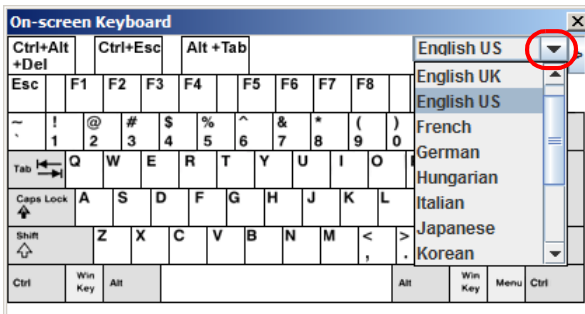 On-screen Keyboard
Ctrl+Alt +Del Ctrl+Esc Alt +Tab English US >
Esc F1 F2 F3 F4 F5 F6 F7 F8
English UK
English US
French
German
Hungarian
Italian
Japanese
Korean
~ ! @ # $ % ^ & * ( )
` 1 2 3 4 5 6 7 8 9 0
Tab Q W E R T Y U I O
Caps Lock A S D F G H J K L
Shift Z X C V B N M < >
, .
Ctrl Win Key Alt Alt Win Key Menu Ctrl